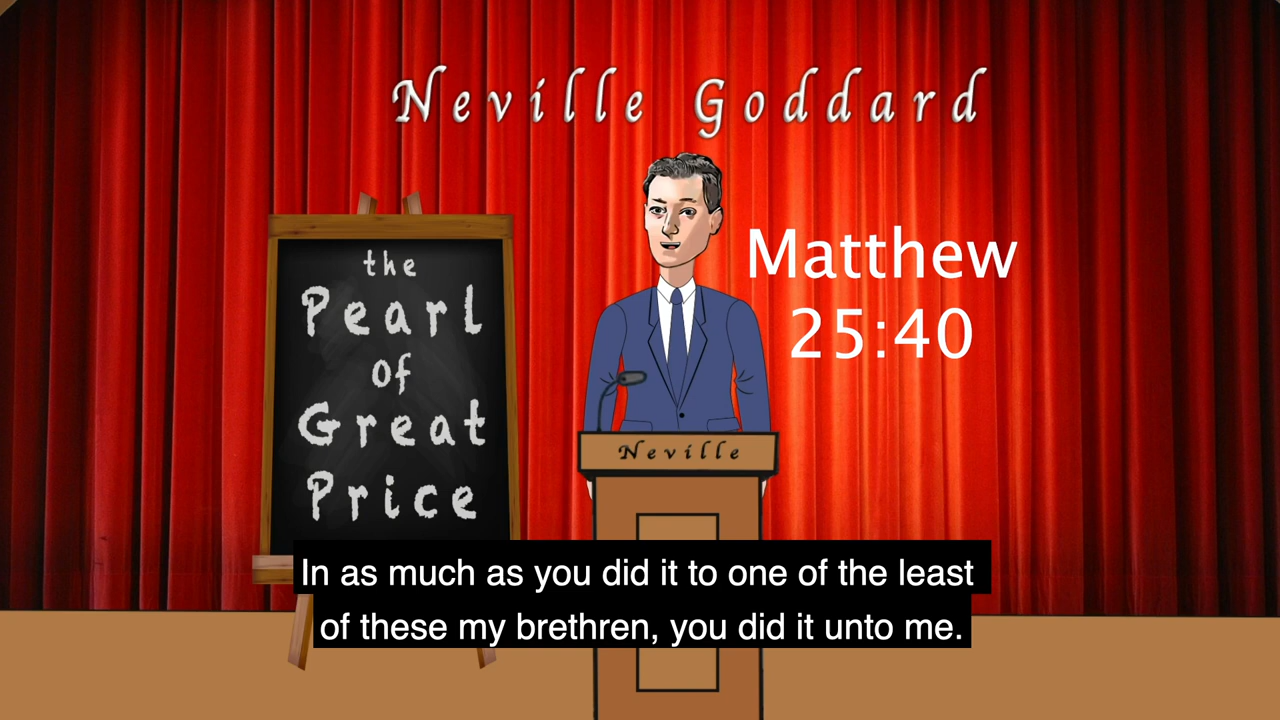 Neville Goddard
the
Pearl
of
Great
Price
Matthew
25:40
Neville
In as much as you did it to one of the least
of these my brethren, you did it unto me.